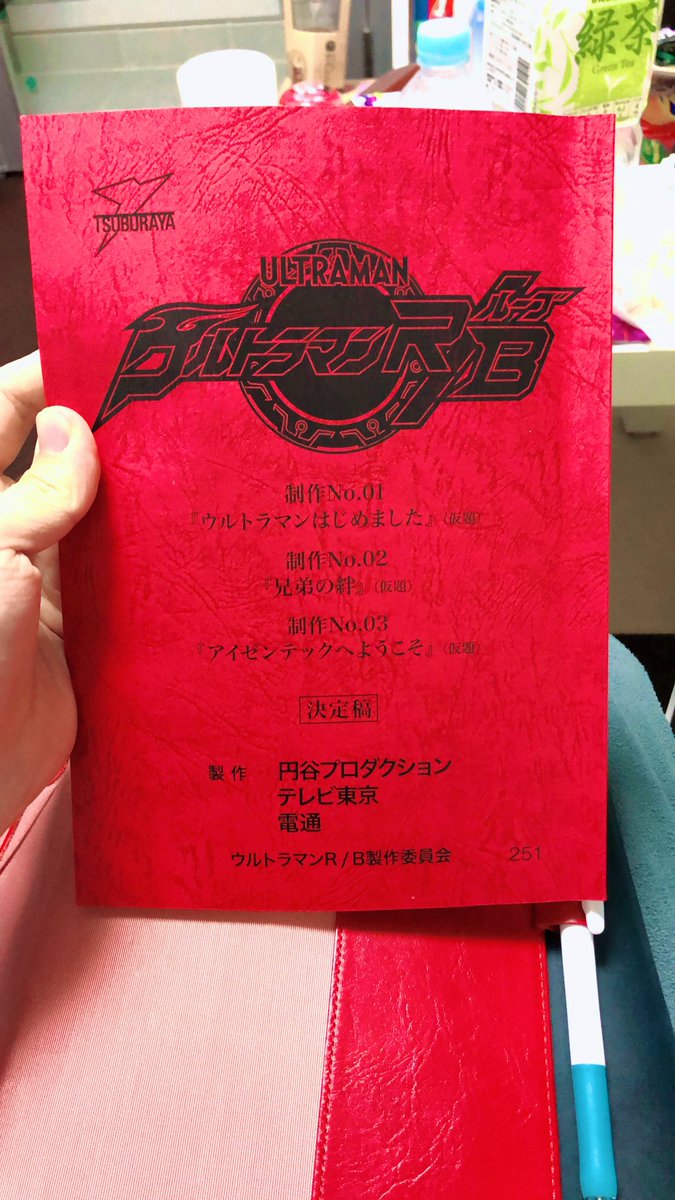 緑茶
Green Tea
TSUBURAYA
ULTRAMAN
ルーブ
ウルトラマンR/B
制作No.01
『ウルトラマンはじめました』(仮題)
制作No.02
『兄弟の絆』(仮題)
制作No.03
『アイゼンテックへようこそ』(仮題)
決定稿
製作 円谷プロダクション
テレビ東京
電通
ウルトラマンR/B製作委員会 251